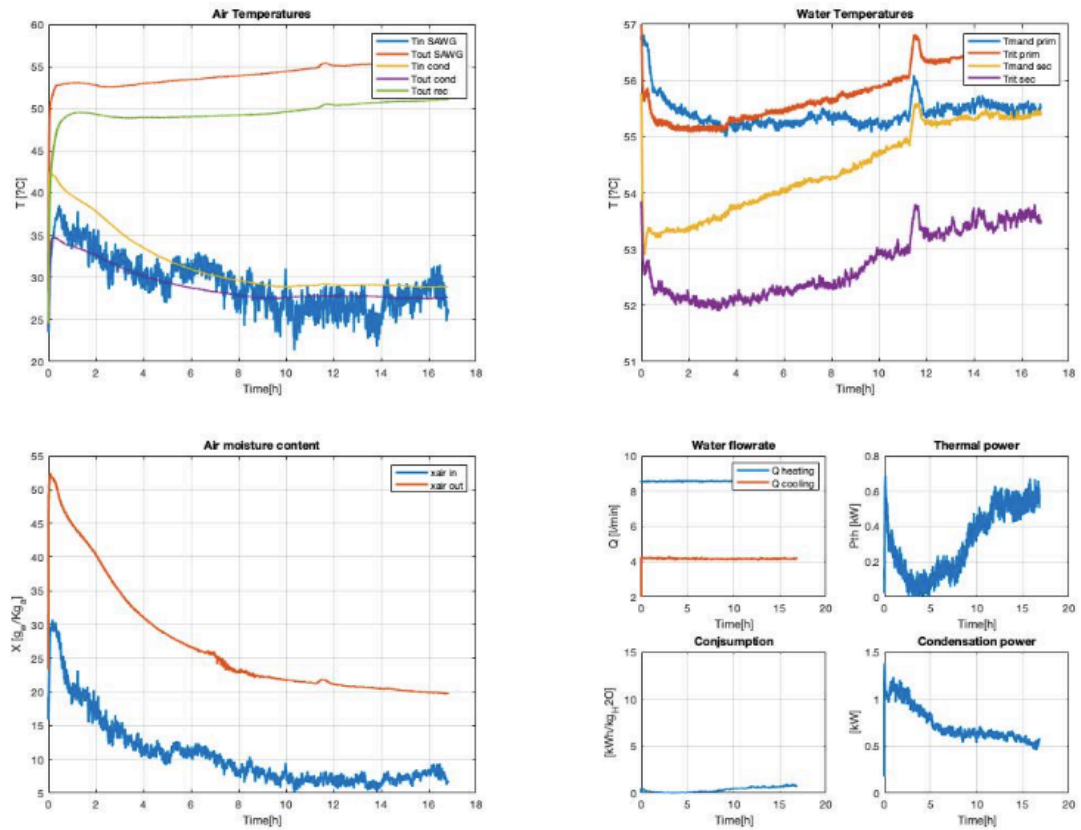 Air Temperatures
T [?C]
60
55
50
45
40
35
30
25
20
Tin SAWG
Tout SAWG
Tin cond
Tout cond
Tout rec
0 2 4 6 8 10 12 14 16 18
Time[h]
Water Temperatures
T [?C]
57
56
55
54
53
52
51
Tmand prim
Trit prim
Tmand sec
Trit sec
0 2 4 6 8 10 12 14 16 18
Time[h]
Air moisture content
X [gw/Kga]
55
50
45
40
35
30
25
20
15
10
5
xair in
xair out
0 2 4 6 8 10 12 14 16 18
Time[h]
Water flowrate
Q [l/min]
10
8
6
4
2
Q heating
Q cooling
0 5 10 15 20
Time[h]
Thermal power
Pth [kW]
0.8
0.6
0.4
0.2
0
0 5 10 15 20
Time[h]
Conjsumption
[kWh/kgH2O]
15
10
5
0
0 5 10 15 20
Time[h]
Condensation power
[kW]
1.5
1
0.5
0
0 5 10 15 20
Time[h]